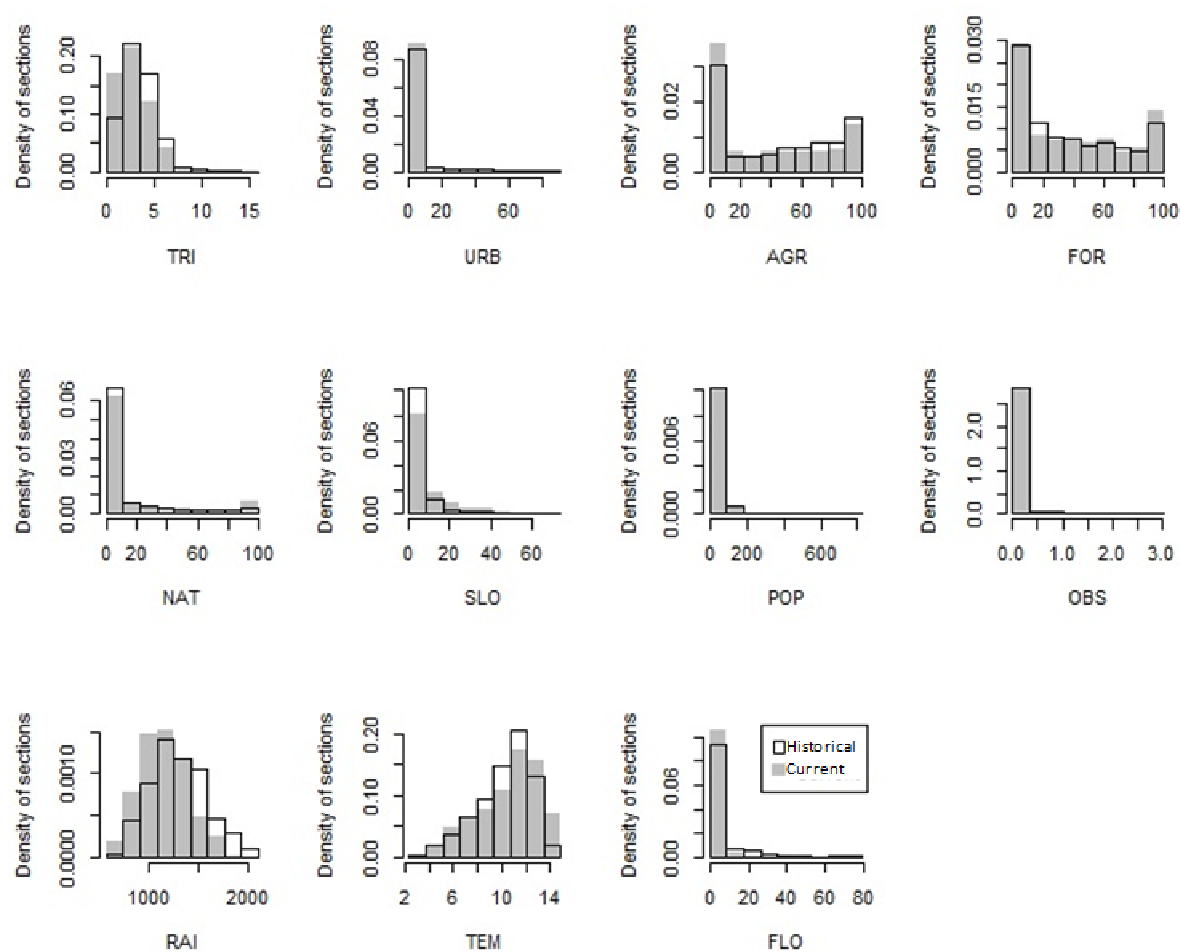 Density of sections
0.00 0.10 0.20
0 5 10 15
TRI
Density of sections
0.00 0.04 0.08
0 20 60
URB
Density of sections
0.00 0.02
0 20 60 100
AGR
Density of sections
0.000 0.015 0.030
0 20 60 100
FOR
Density of sections
0.00 0.03 0.06
0 20 60 100
NAT
Density of sections
0.00 0.06
0 20 40 60
SLO
Density of sections
0.000 0.006
0 200 600
POP
Density of sections
0.0 1.0 2.0
0.0 1.0 2.0 3.0
OBS
Density of sections
0.0000 0.0010
1000 2000
RAI
Density of sections
0.00 0.10 0.20
2 6 10 14
TEM
Density of sections
0.00 0.06
0 20 40 60 80
FLO
Historical
Current